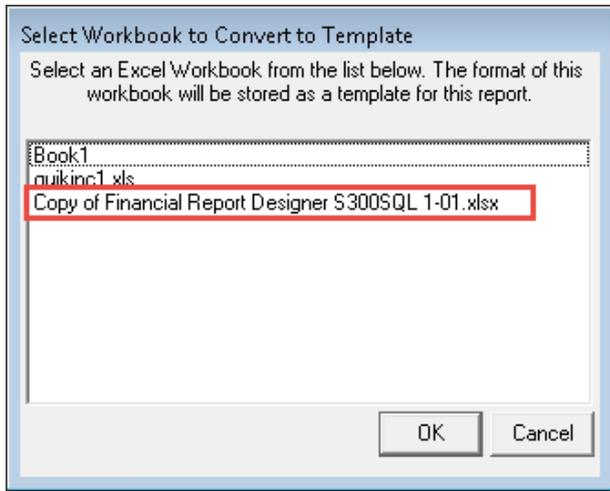 Select Workbook to Convert to Template
Select an Excel Workbook from the list below. The format of this
workbook will be stored as a template for this report.
Book1
quikinc1.xls
Copy of Financial Report Designer S300SQL 1-01.xlsx
OK
Cancel